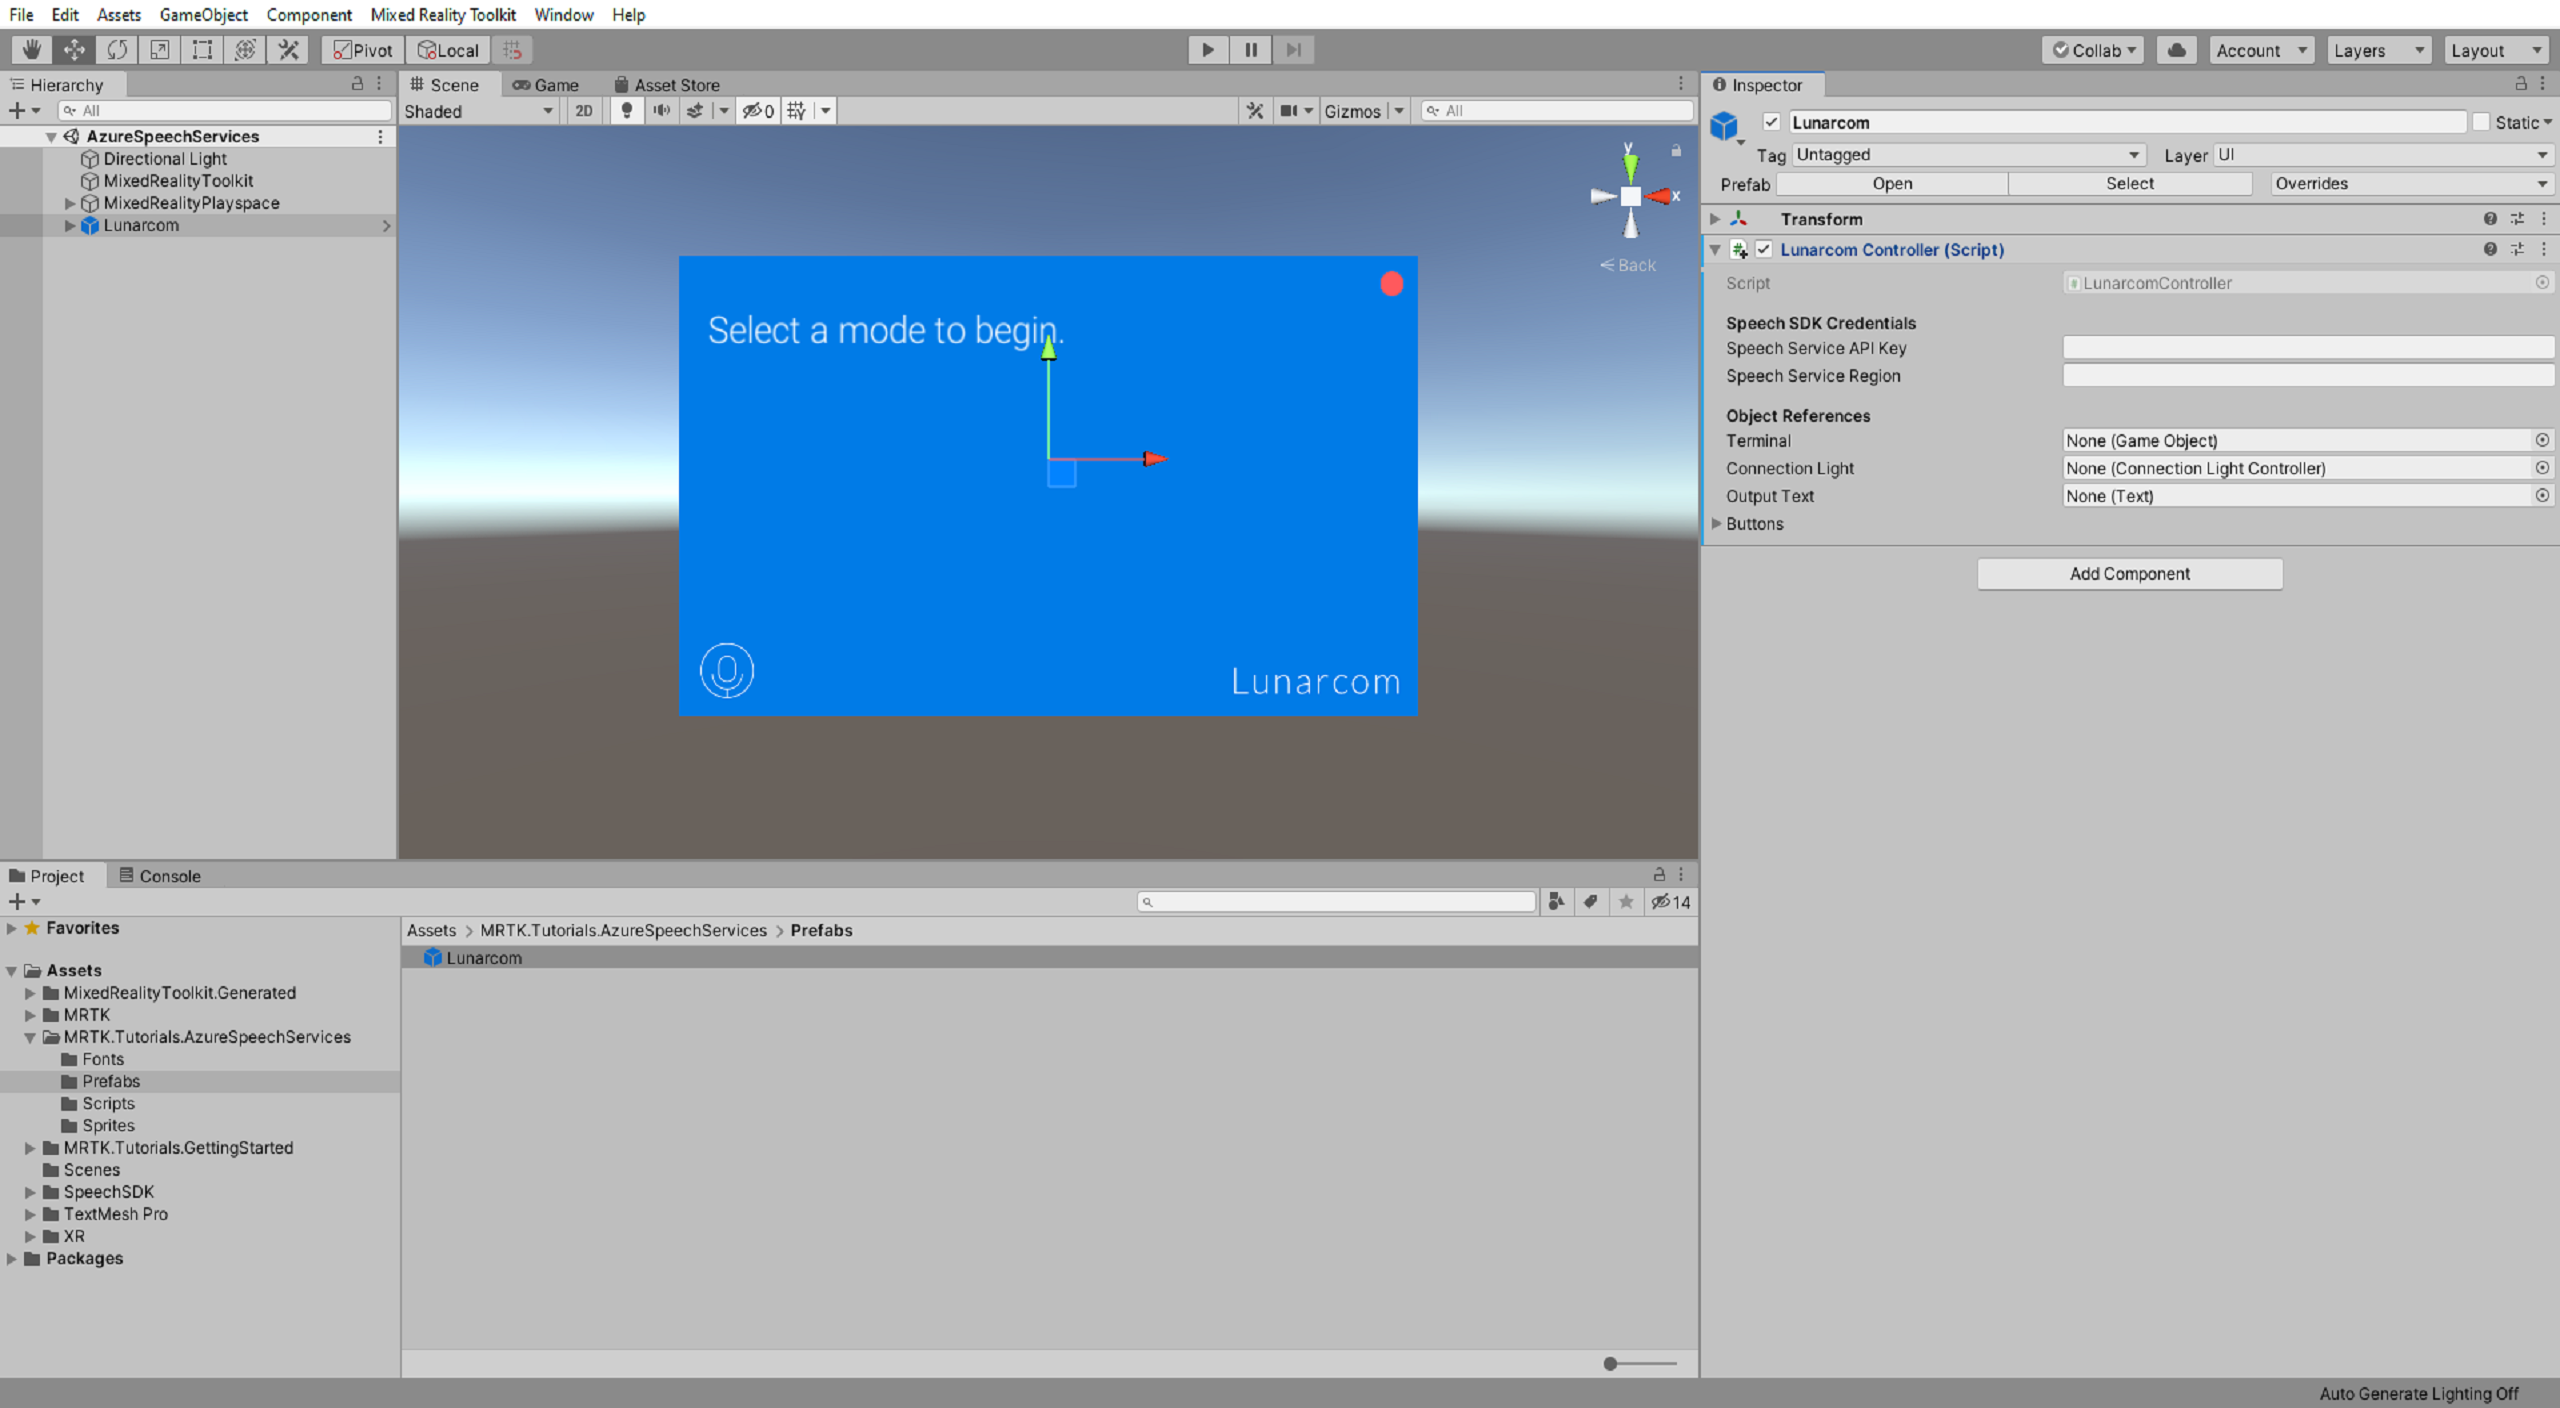 File Edit Assets GameObject Component Mixed Reality Toolkit Window Help
Pivot Local Collab Account Layers Layout
Hierarchy
All
AzureSpeechServices
Directional Light
MixedRealityToolkit
MixedRealityPlayspace
Lunarcom
Scene Game Asset Store
Shaded 2D 0 Gizmos All
y
x
Back
Select a mode to begin.
Lunarcom
Inspector
Lunarcom Static
Tag Untagged Layer UI
Prefab Open Select Overrides
Transform
Lunarcom Controller (Script)
Script LunarcomController
Speech SDK Credentials
Speech Service API Key
Speech Service Region
Object References
Terminal None (Game Object)
Connection Light None (Connection Light Controller)
Output Text None (Text)
Buttons
Add Component
Project Console
14
Favorites
Assets
MixedRealityToolkit.Generated
MRTK
MRTK.Tutorials.AzureSpeechServices
Fonts
Prefabs
Scripts
Sprites
MRTK.Tutorials.GettingStarted
Scenes
SpeechSDK
TextMesh Pro
XR
Packages
Assets > MRTK.Tutorials.AzureSpeechServices > Prefabs
Lunarcom
Auto Generate Lighting Off